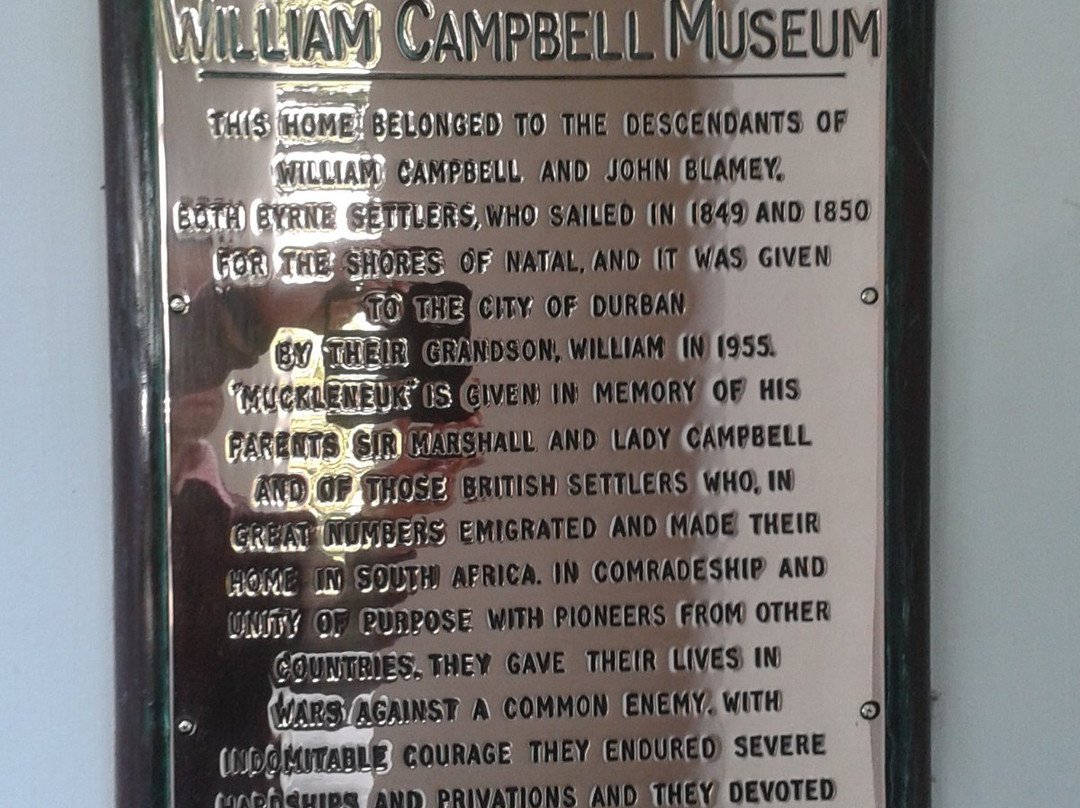 WILLIAM CAMPBELL MUSEUM
THIS HOME BELONGED TO THE DESCENDANTS OF
WILLIAM CAMPBELL AND JOHN BLAMEY.
BOTH BYRNE SETTLERS, WHO SAILED IN 1849 AND 1850
FOR THE SHORES OF NATAL, AND IT WAS GIVEN
TO THE CITY OF DURBAN
BY THEIR GRANDSON, WILLIAM IN 1955.
"MUCKLENEUK" IS GIVEN IN MEMORY OF HIS
PARENTS SIR MARSHALL AND LADY CAMPBELL
AND OF THOSE BRITISH SETTLERS WHO, IN
GREAT NUMBERS EMIGRATED AND MADE THEIR
HOME IN SOUTH AFRICA. IN COMRADESHIP AND
UNITY OF PURPOSE WITH PIONEERS FROM OTHER
COUNTRIES, THEY GAVE THEIR LIVES IN
WARS AGAINST A COMMON ENEMY. WITH
INDOMITABLE COURAGE THEY ENDURED SEVERE
HARDSHIPS AND PRIVATIONS AND THEY DEVOTED